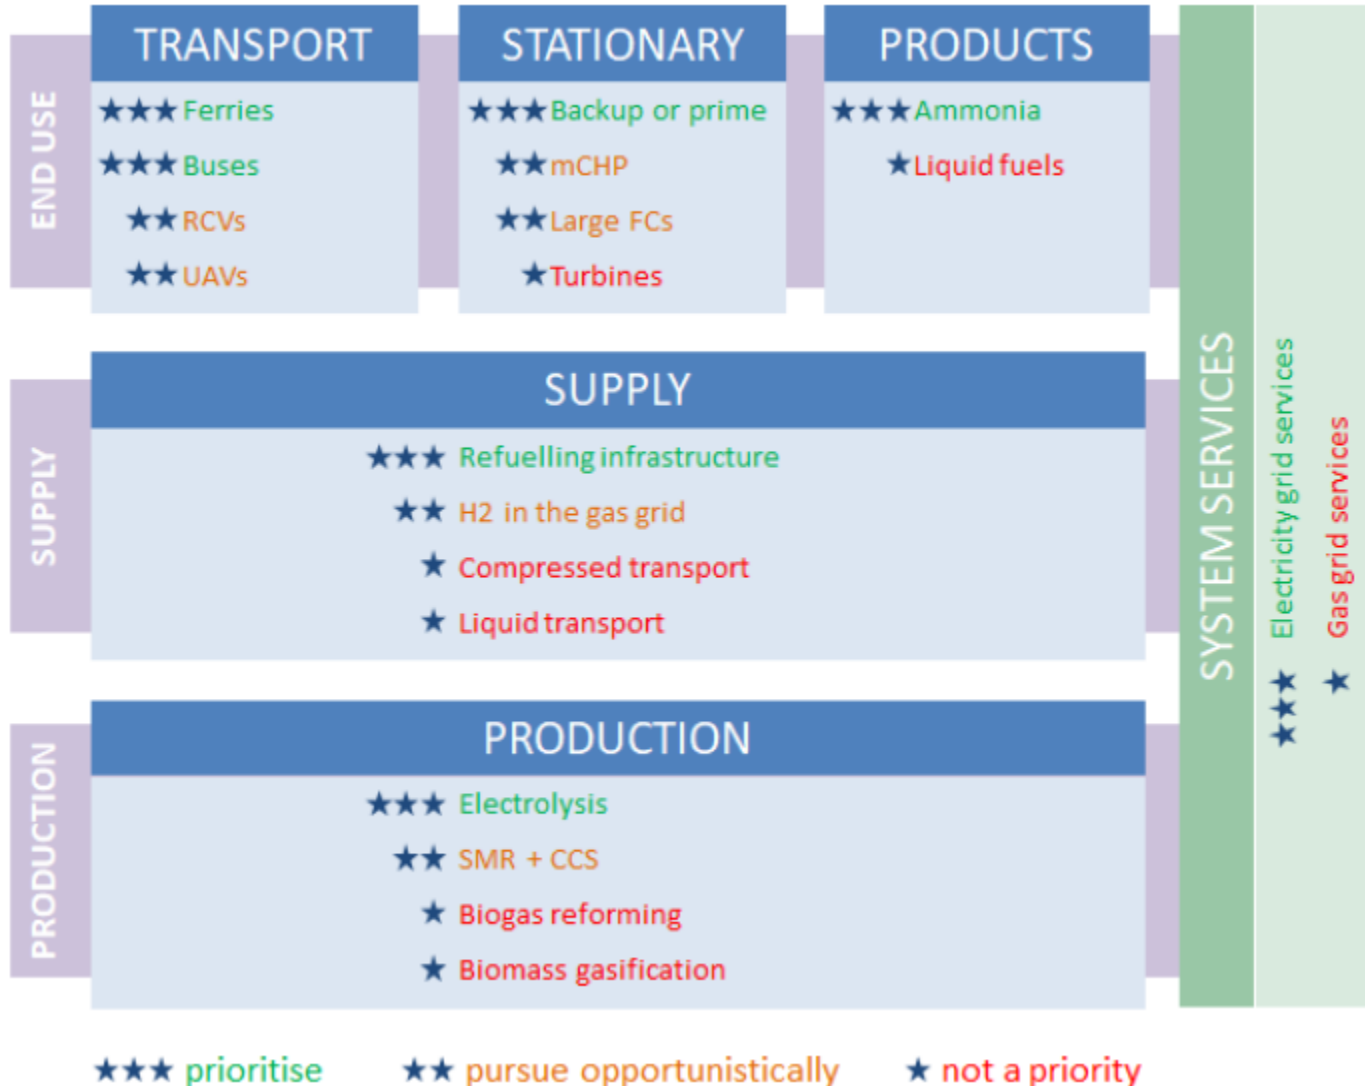 TRANSPORT
★★★ Ferries
★★★ Buses
★★ RCVs
★★ UAVs
STATIONARY
★★★ Backup or prime
★★ mCHP
★★ Large FCs
★ Turbines
PRODUCTS
★★★ Ammonia
★ Liquid fuels
END USE
SUPPLY
★★★ Refuelling infrastructure
★★ H2 in the gas grid
★ Compressed transport
★ Liquid transport
SUPPLY
PRODUCTION
★★★ Electrolysis
★★ SMR + CCS
★ Biogas reforming
★ Biomass gasification
PRODUCTION
SYSTEM SERVICES
★★★ Electricity grid services
★ Gas grid services
★★★ prioritise ★★ pursue opportunistically ★ not a priority